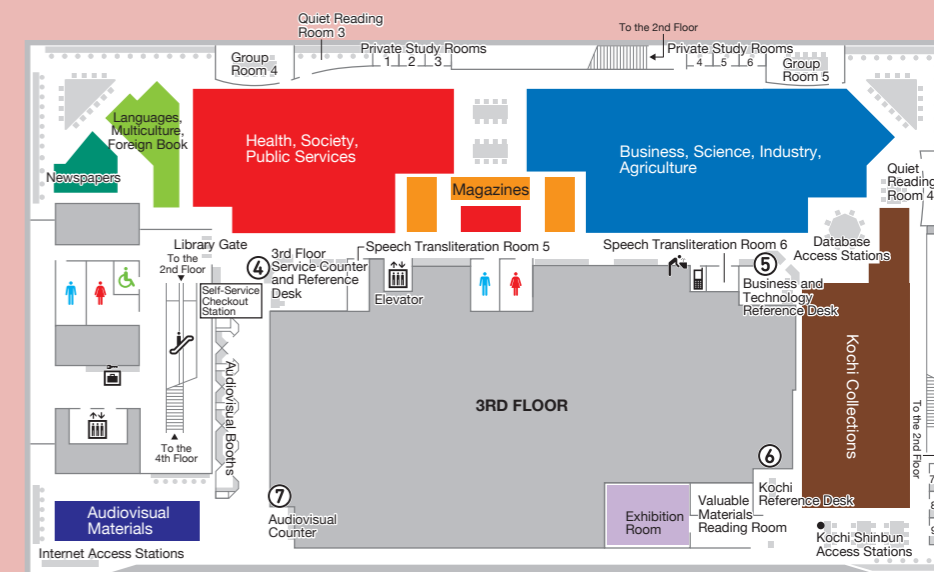 Quiet Reading
Room 3
To the 2nd Floor
Private Study Rooms
1 2 3
Private Study Rooms
4 5 6
Group
Room 4
Group
Room 5
Languages,
Multiculture,
Foreign Book
Health, Society,
Public Services
Business, Science, Industry,
Agriculture
Newspapers
Magazines
Quiet
Reading
Room 4
Library Gate
To the
2nd Floor
④
3rd Floor
Service Counter
and Reference
Desk
Speech Transliteration Room 5
Speech Transliteration Room 6
Database
Access Stations
Self-Service
Checkout
Station
Elevator
⑤
Business and
Technology
Reference Desk
Audiovisual Booths
3RD FLOOR
Kochi Collections
To the 2nd Floor
To the
4th Floor
⑥
Kochi
Reference Desk
7
8
9
⑦
Audiovisual
Counter
Audiovisual
Materials
Exhibition
Room
Valuable
Materials
Reading Room
Internet Access Stations
Kochi Shinbun
Access Stations